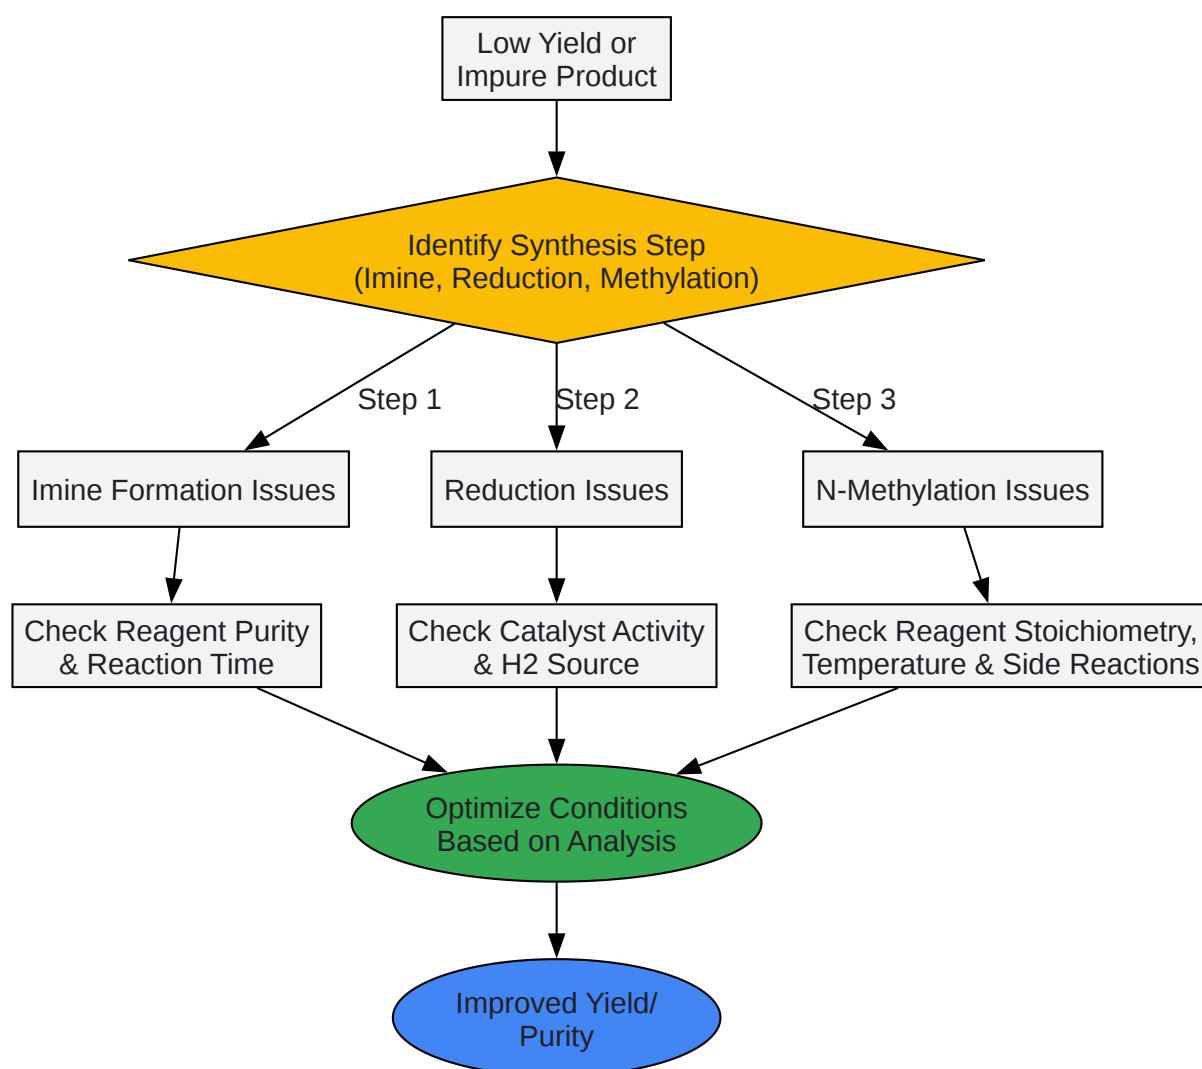 Low Yield or
Impure Product
Identify Synthesis Step
(Imine, Reduction, Methylation)
Step 1
Step 2
Step 3
Imine Formation Issues
Reduction Issues
N-Methylation Issues
Check Reagent Purity
& Reaction Time
Check Catalyst Activity
& H2 Source
Check Reagent Stoichiometry,
Temperature & Side Reactions
Optimize Conditions
Based on Analysis
Improved Yield/
Purity